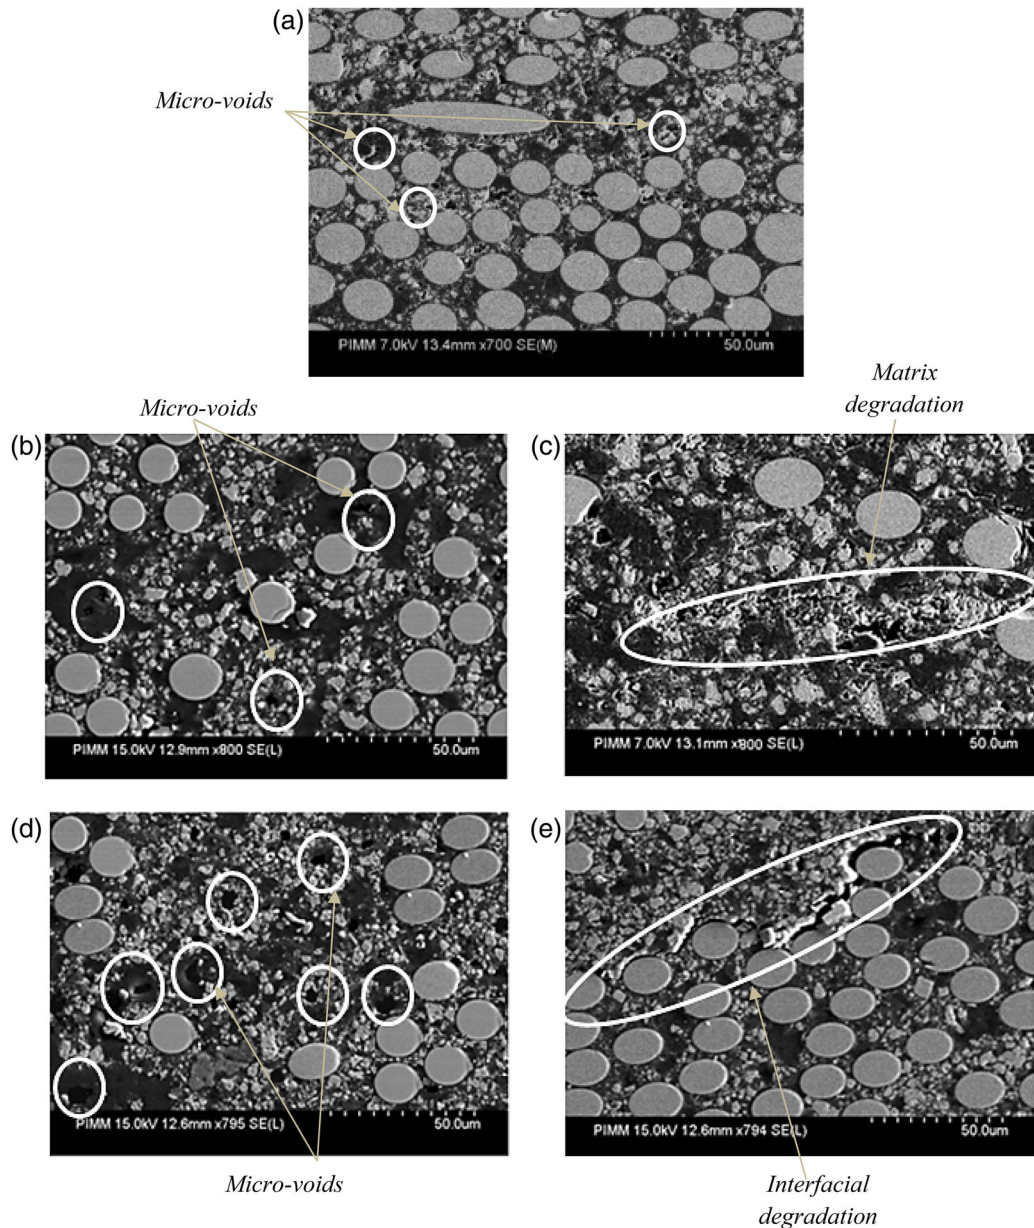 (a)
Micro-voids
PIMM 7.0kV 13.4mm x700 SE(M)
50.0um
Micro-voids
Matrix
degradation
(b)
(c)
PIMM 15.0kV 12.9mm x800 SE(L)
50.0um
PIMM 7.0kV 13.1mm x800 SE(L)
50.0um
(d)
(e)
PIMM 15.0kV 12.6mm x795 SE(L)
50.0um
PIMM 15.0kV 12.6mm x794 SE(L)
50.0um
Micro-voids
Interfacial
degradation